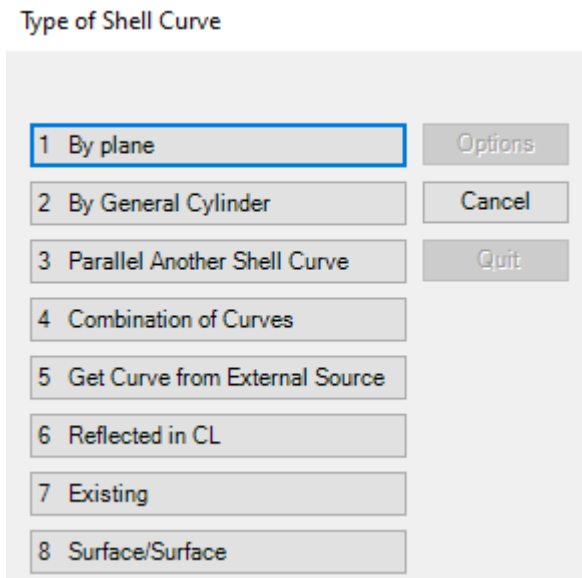 Type of Shell Curve
1 By plane
Options
2 By General Cylinder
Cancel
3 Parallel Another Shell Curve
Quit
4 Combination of Curves
5 Get Curve from External Source
6 Reflected in CL
7 Existing
8 Surface/Surface